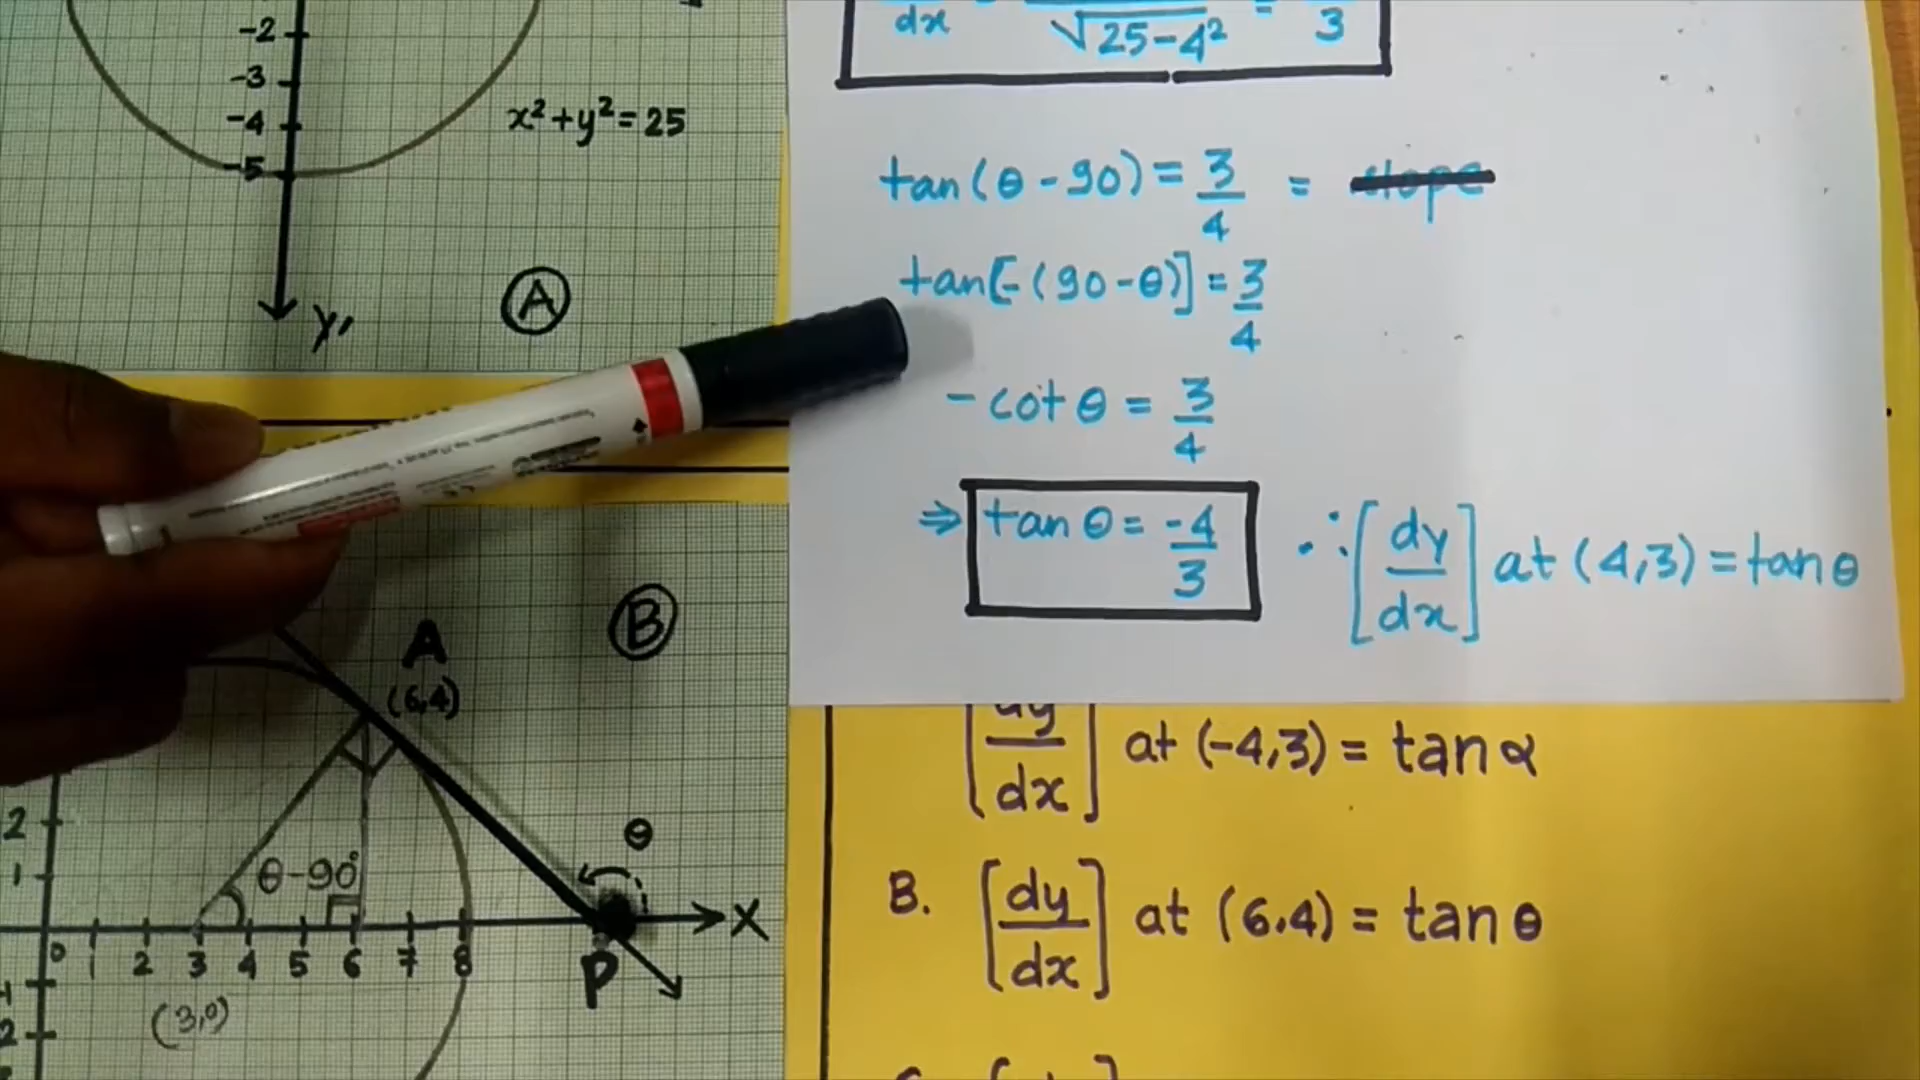 -2
-3
-4
-5
x²+y²=25
Y'
A
dx √25-4² = 3
tan(θ-90) = 3/4 =
tan[-(90-θ)] = 3/4
-cot θ = 3/4
⇒ tan θ = -4/3 ∴ [dy/dx] at (4,3) = tan θ
B
A
(6,4)
θ
2
1
θ-90°
X
0 1 2 3 4 5 6 7 8
P
(3,0)
-1
2
[dy/dx] at (-4,3) = tan α
B. [dy/dx] at (6,4) = tan θ